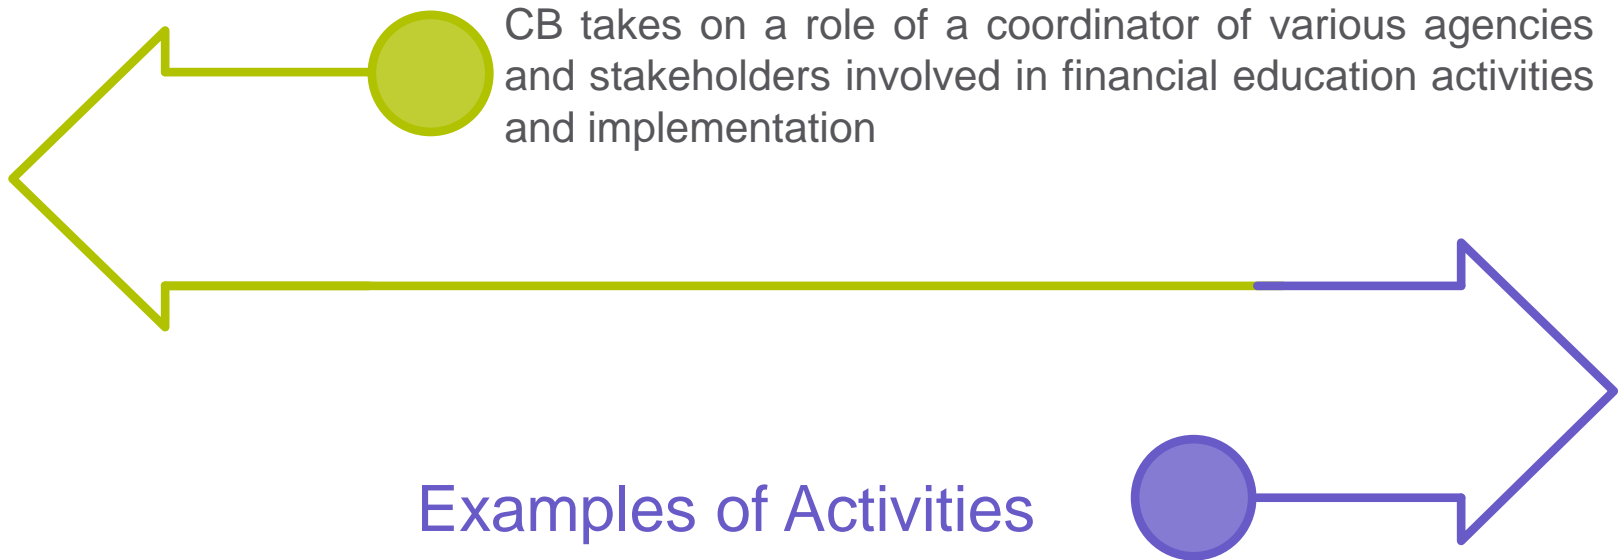 CB takes on a role of a coordinator of various agencies
and stakeholders involved in financial education activities
and implementation
Examples of Activities